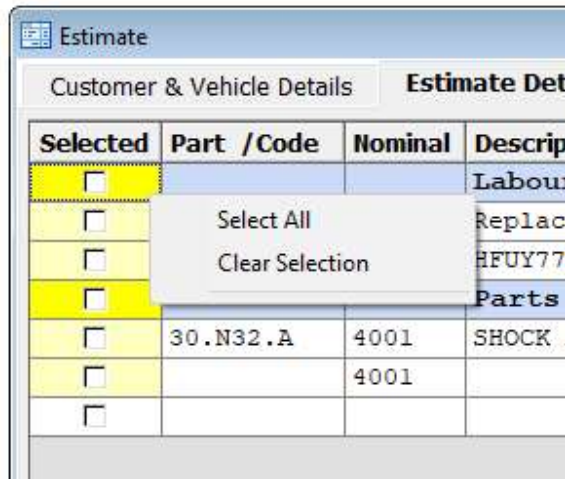 Estimate
Customer & Vehicle Details Estimate Det
Selected Part /Code Nominal Descrip
Labour
Select All Replac
Clear Selection HFUY77
Parts
30.N32.A 4001 SHOCK
4001